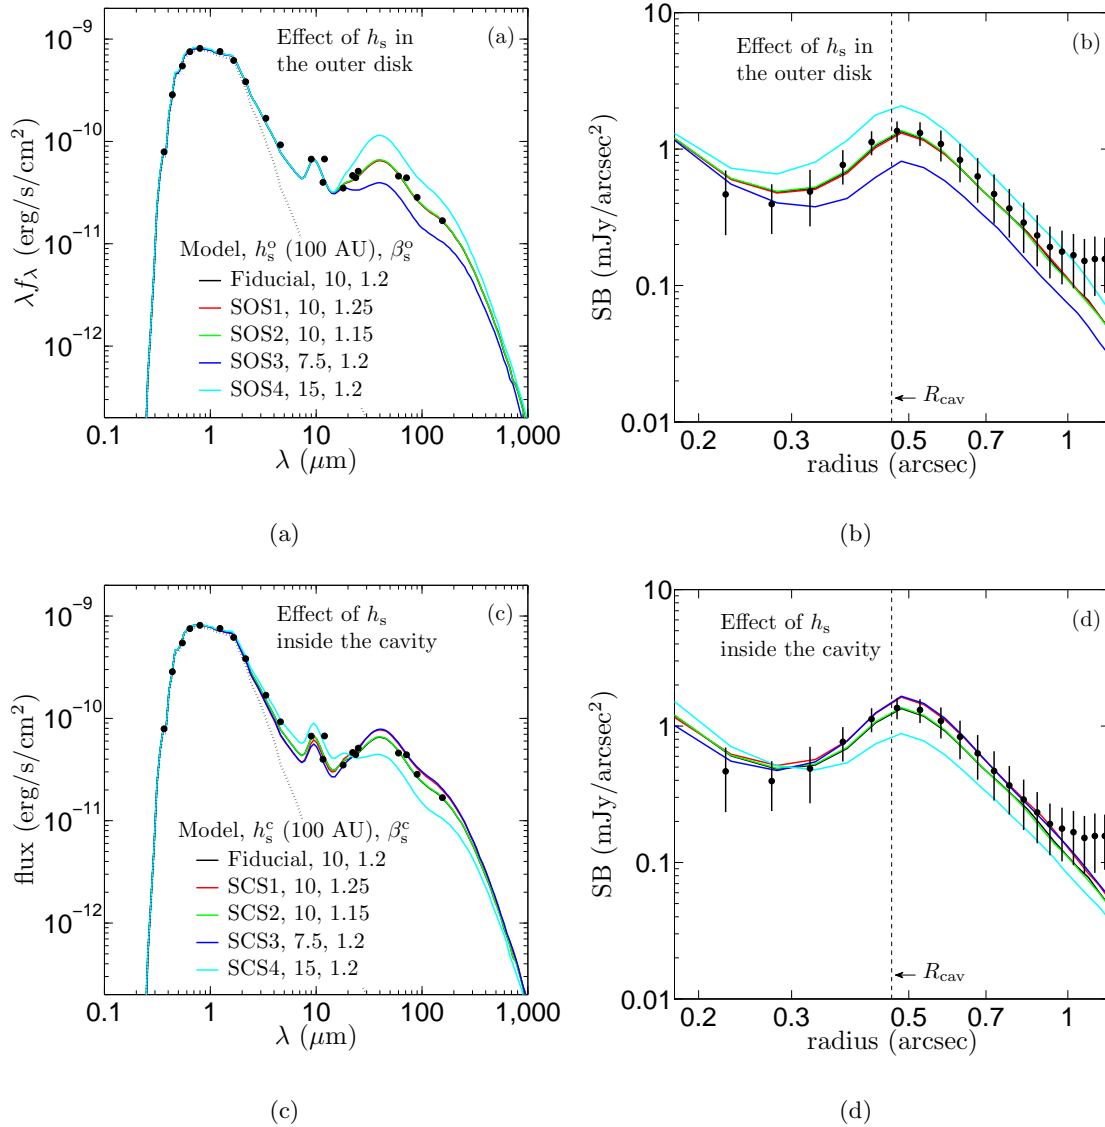 Effect of hₛ in
the outer disk
(a)
10⁻⁹
10⁻¹⁰
10⁻¹¹
10⁻¹²
λf_λ (erg/s/cm²)
Model, hₛᵒ (100 AU), βₛᵒ
Fiducial, 10, 1.2
SOS1, 10, 1.25
SOS2, 10, 1.15
SOS3, 7.5, 1.2
SOS4, 15, 1.2
0.1 1 10 100 1,000
λ (μm)
(a)
Effect of hₛ in
the outer disk
(b)
10
1
0.1
0.01
SB (mJy/arcsec²)
R_cav
0.2 0.3 0.5 0.7 1
radius (arcsec)
(b)
Effect of hₛ
inside the cavity
(c)
10⁻⁹
10⁻¹⁰
10⁻¹¹
10⁻¹²
flux (erg/s/cm²)
Model, hₛᶜ (100 AU), βₛᶜ
Fiducial, 10, 1.2
SCS1, 10, 1.25
SCS2, 10, 1.15
SCS3, 7.5, 1.2
SCS4, 15, 1.2
0.1 1 10 100 1,000
λ (μm)
(c)
Effect of hₛ
inside the cavity
(d)
10
1
0.1
0.01
SB (mJy/arcsec²)
R_cav
0.2 0.3 0.5 0.7 1
radius (arcsec)
(d)